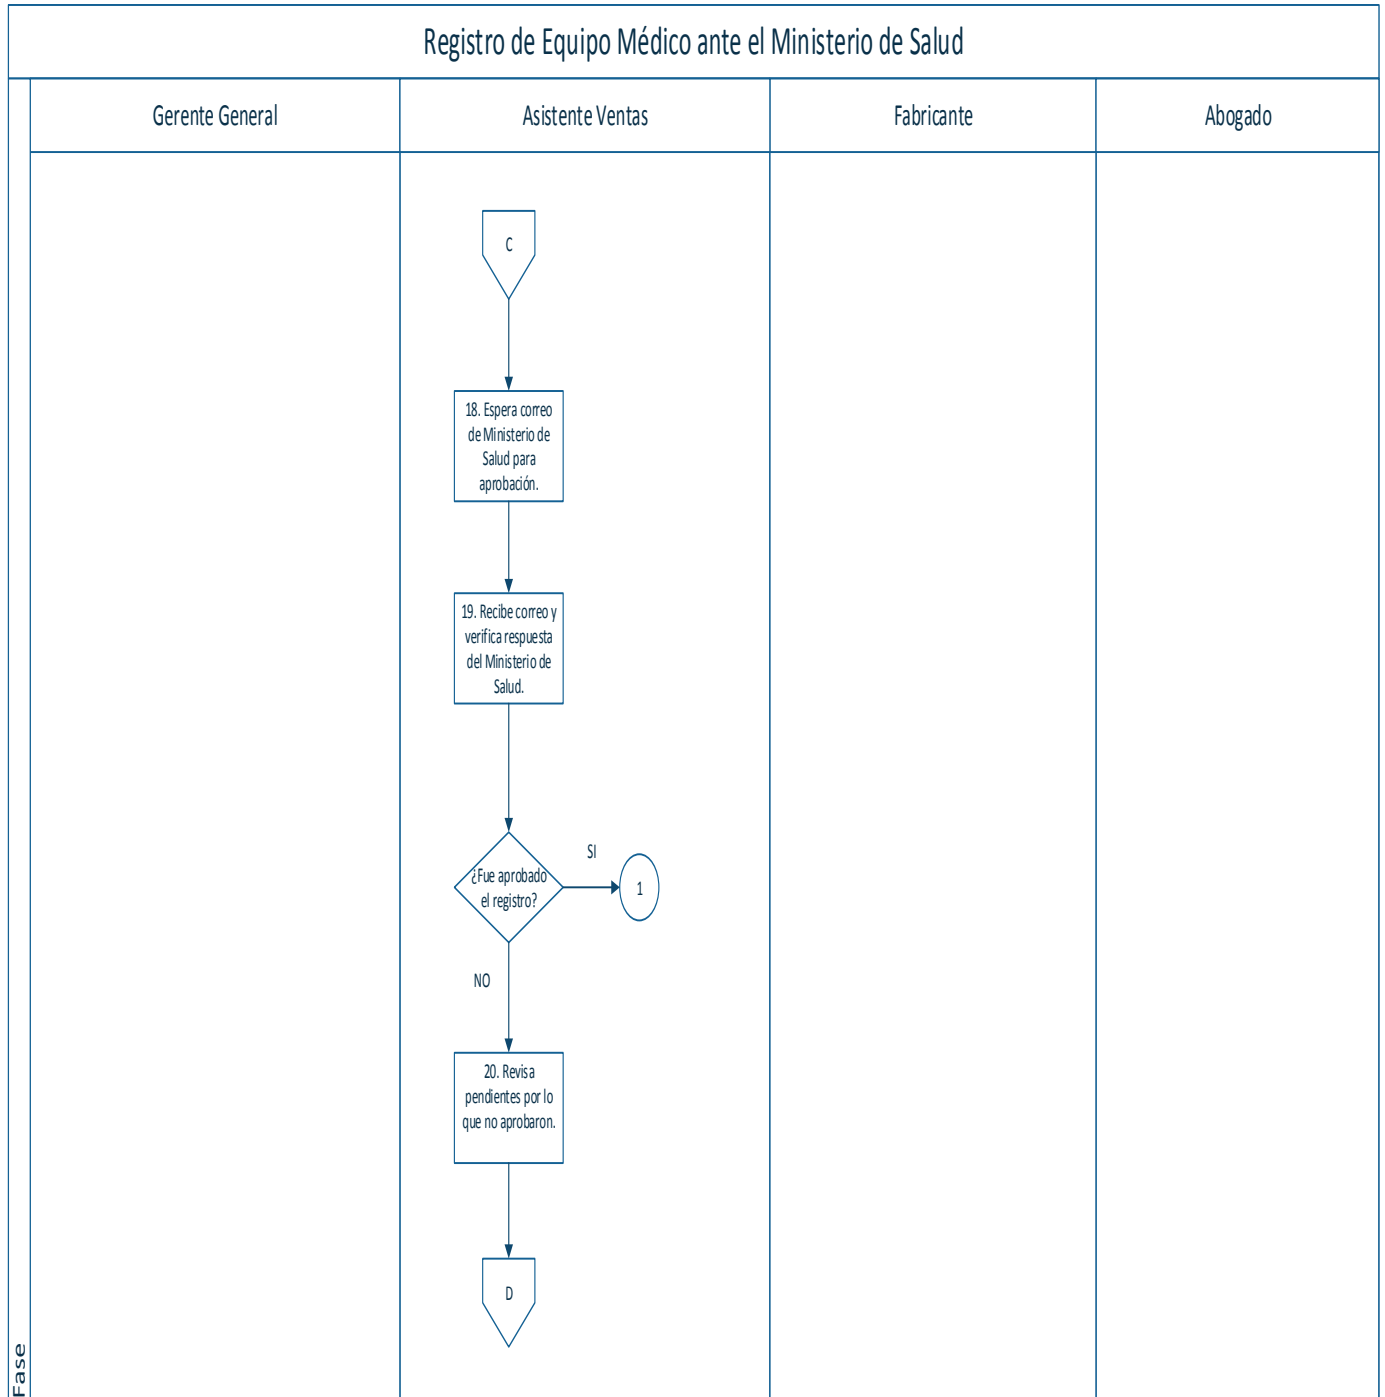 Registro de Equipo Médico ante el Ministerio de Salud
Gerente General
Asistente Ventas
Fabricante
Abogado
C
18. Espera correo
de Ministerio de
Salud para
aprobación.
19. Recibe correo y
verifica respuesta
del Ministerio de
Salud.
¿Fue aprobado
el registro?
SI
1
NO
20. Revisa
pendientes por lo
que no aprobaron.
D
Fase